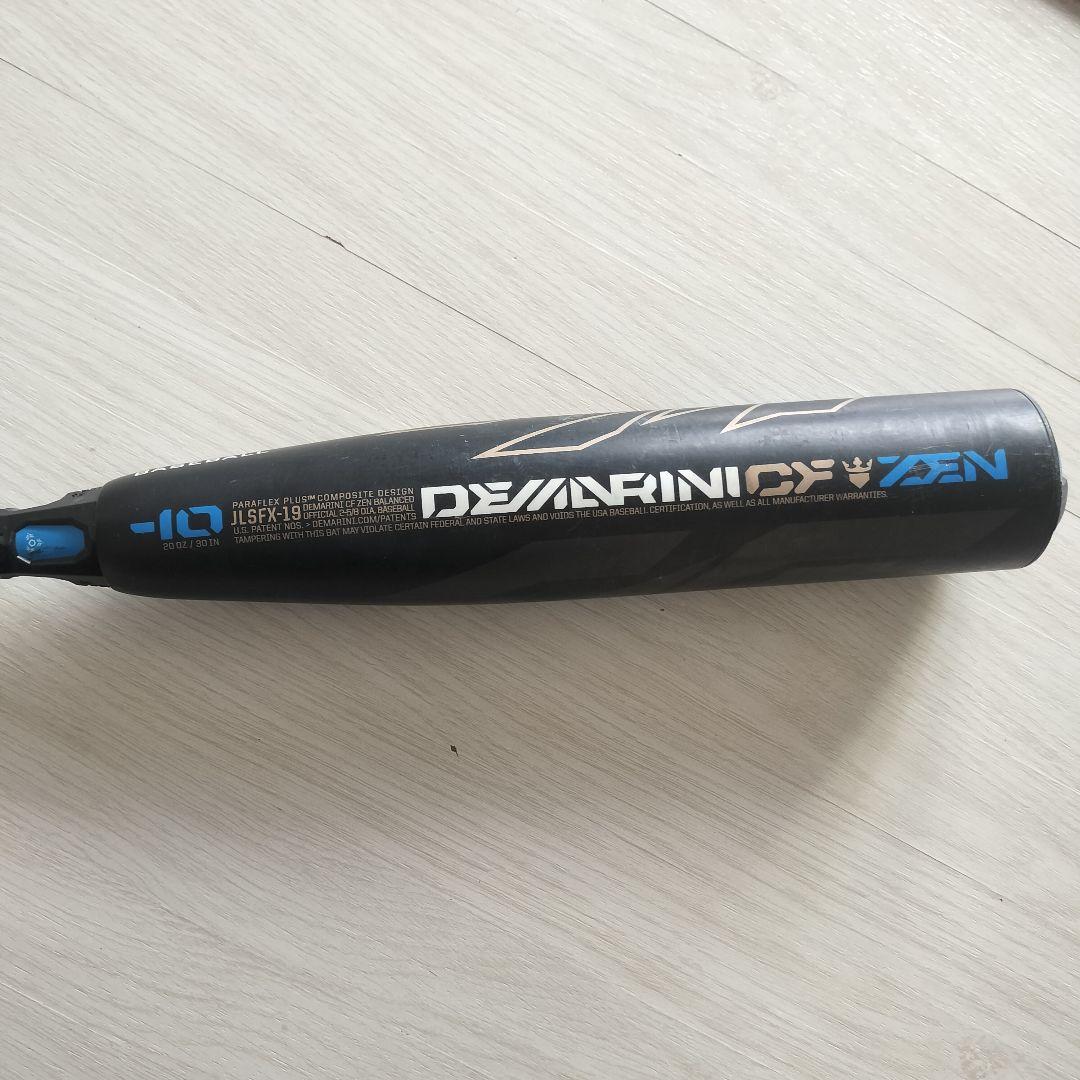 BASEBALL
-10
20 OZ / 30 IN
PARAFLEX PLUS™ COMPOSITE DESIGN
JLSFX-19
DEMARINI CF ZEN BALANCED
OFFICIAL 2-5/8 DIA. BASEBALL
U.S. PATENT NOS. > DEMARINI.COM/PATENTS
TAMPERING WITH THIS BAT MAY VIOLATE CERTAIN FEDERAL AND STATE LAWS AND VOIDS THE USA BASEBALL CERTIFICATION, AS WELL AS ALL MANUFACTURER WARRANTIES.
DEMARINI CF ZEN